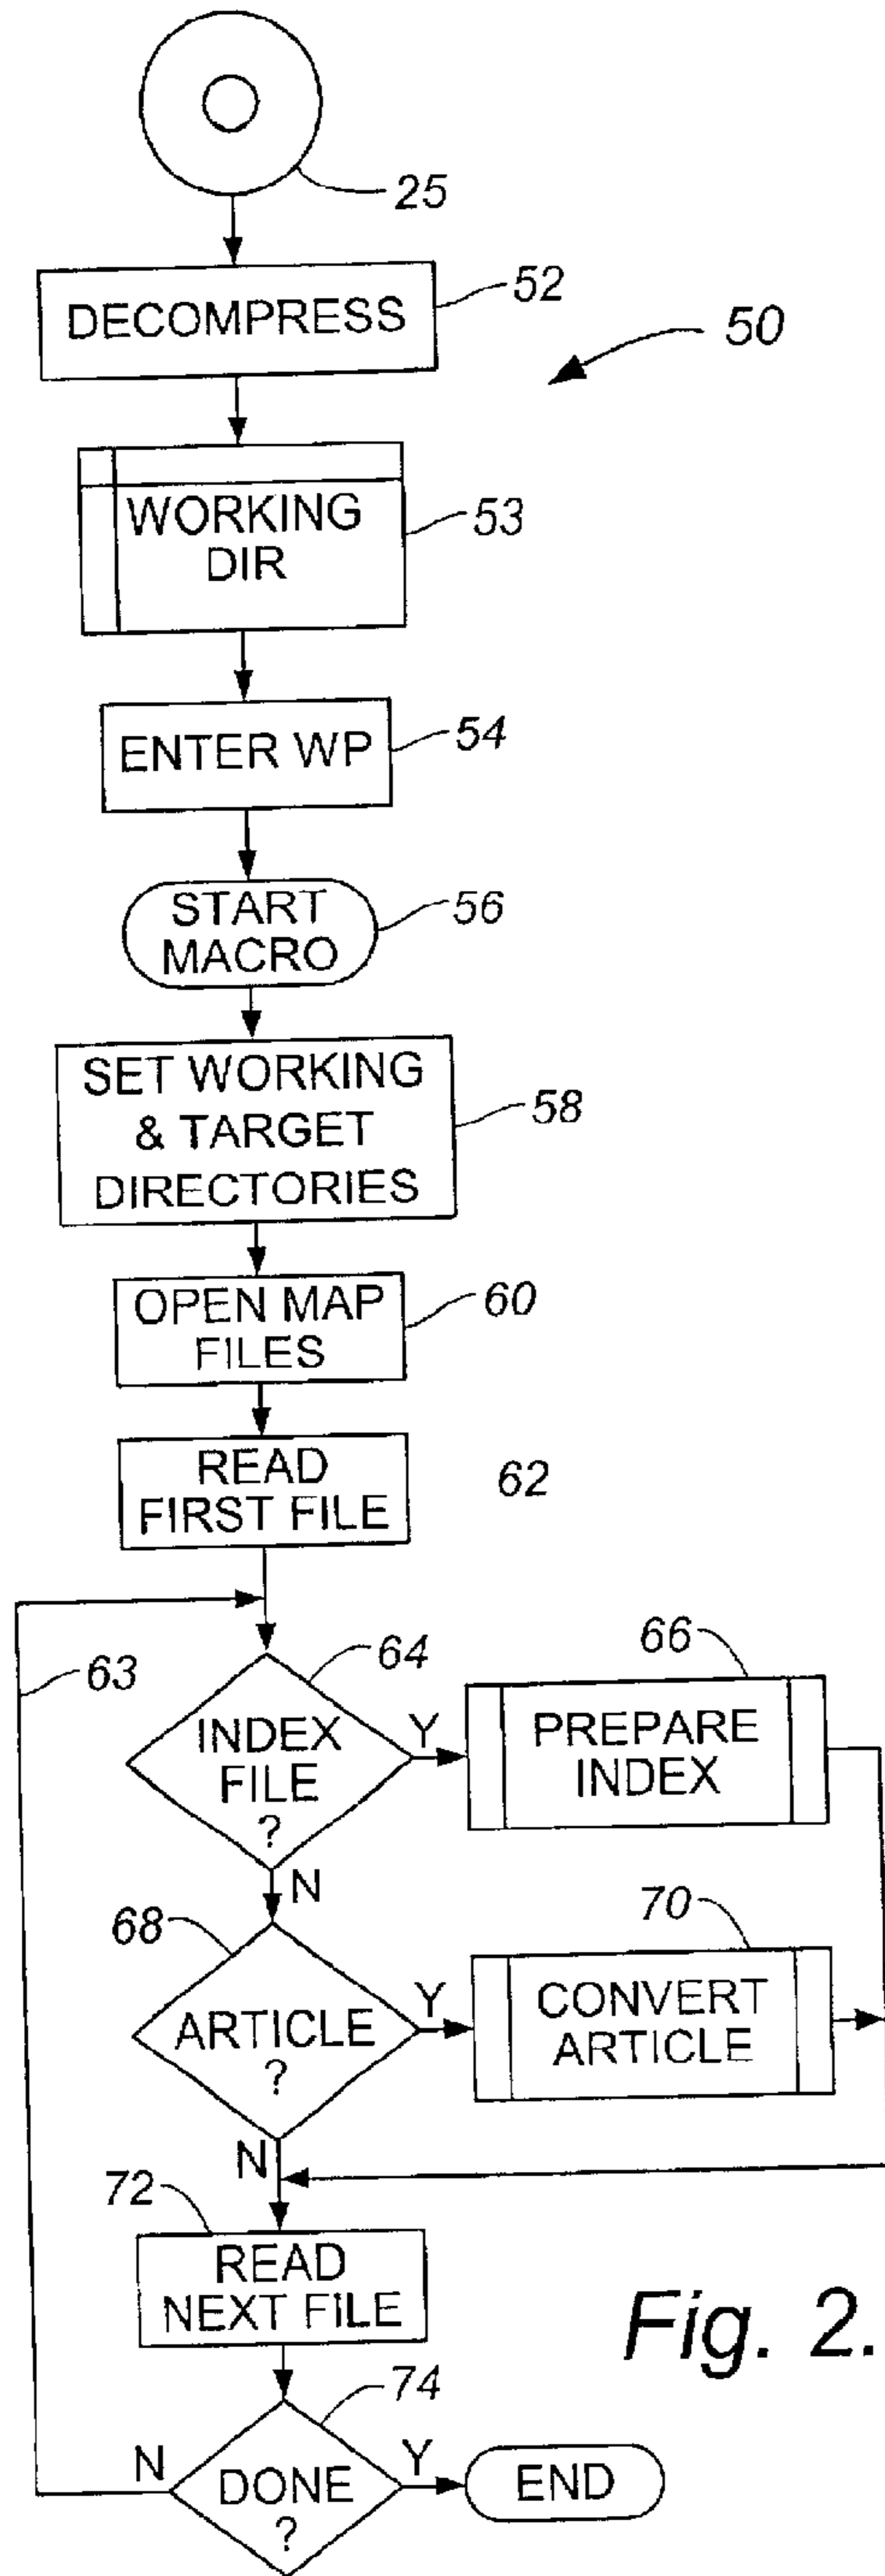 25
DECOMPRESS
52
50
WORKING
DIR
53
ENTER WP
54
START
MACRO
56
SET WORKING
& TARGET
DIRECTORIES
58
OPEN MAP
FILES
60
READ
FIRST FILE
62
63
64
INDEX
FILE
?
Y
66
PREPARE
INDEX
N
68
ARTICLE
?
Y
70
CONVERT
ARTICLE
N
72
READ
NEXT FILE
Fig. 2.
74
N
DONE
?
Y
END